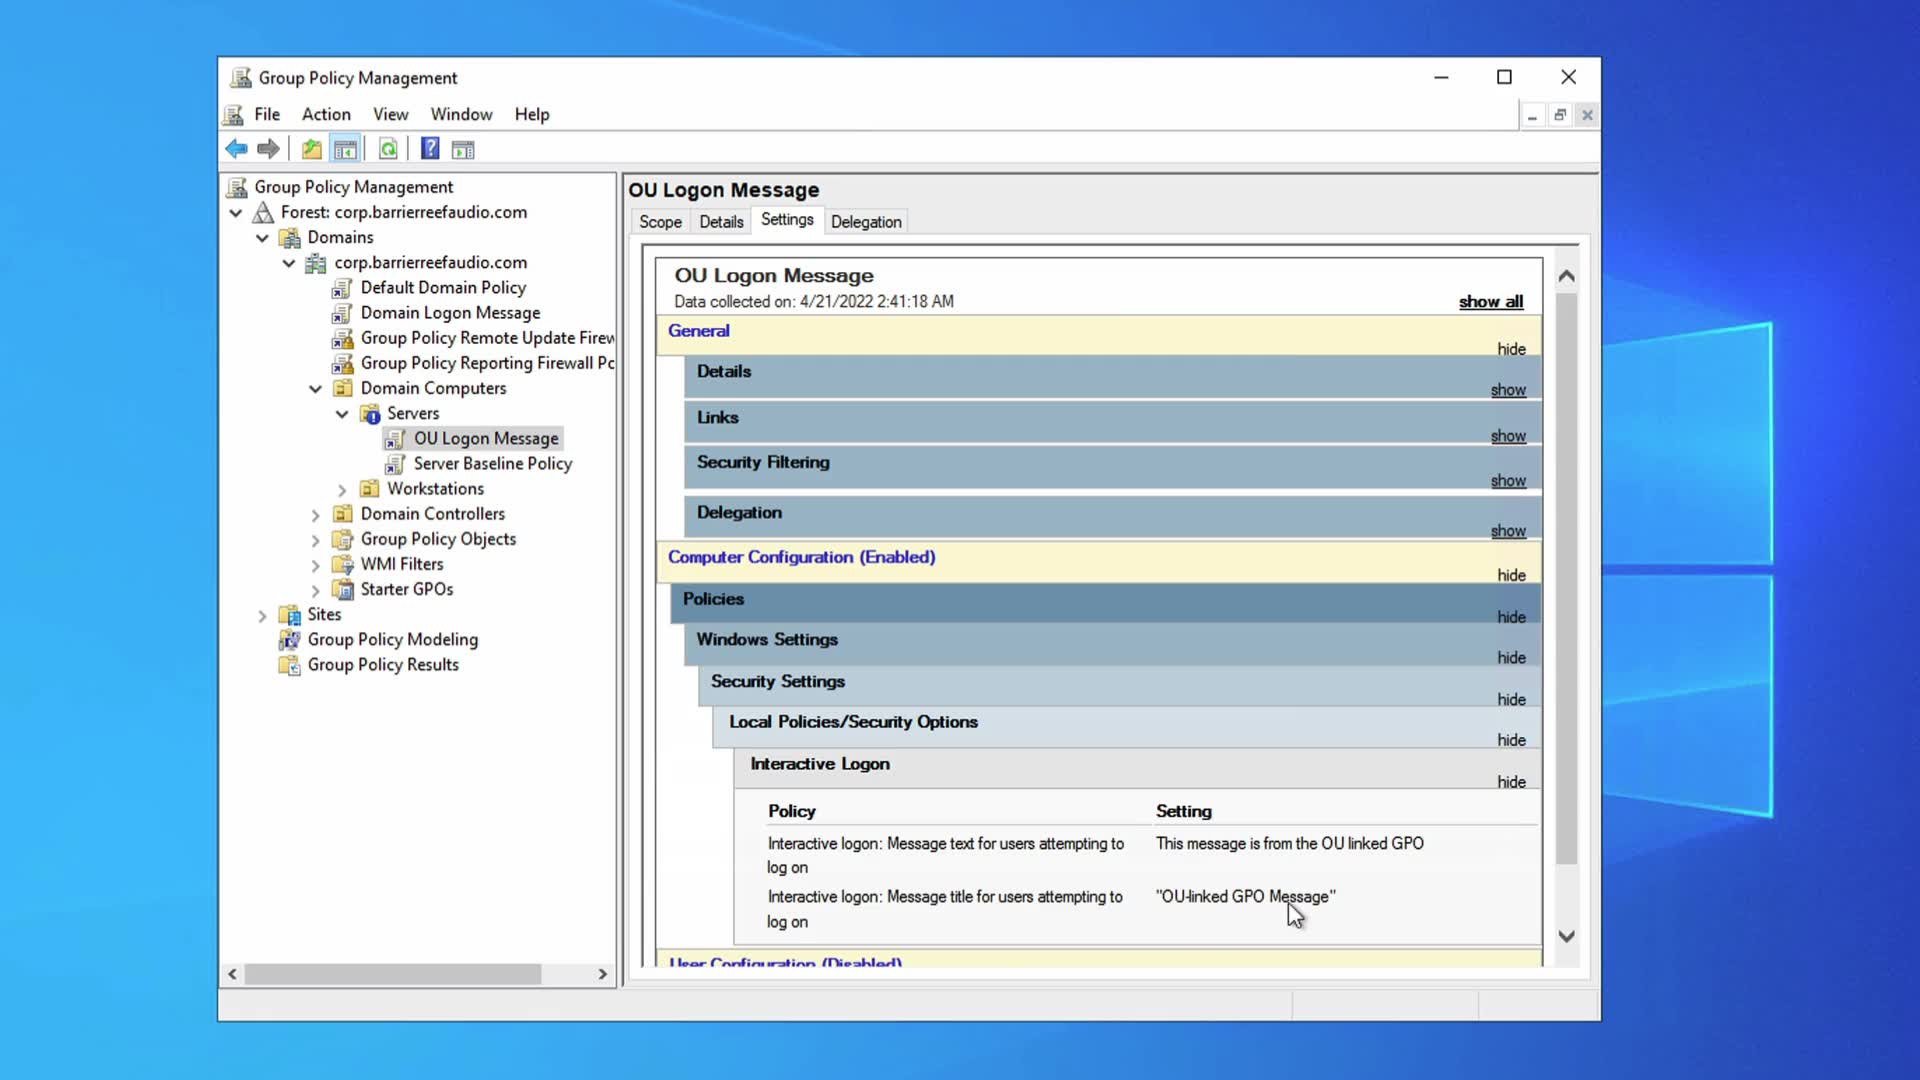 Group Policy Management
File Action View Window Help
Group Policy Management
Forest: corp.barrierreefaudio.com
Domains
corp.barrierreefaudio.com
Default Domain Policy
Domain Logon Message
Group Policy Remote Update Firew
Group Policy Reporting Firewall Pc
Domain Computers
Servers
OU Logon Message
Server Baseline Policy
Workstations
Domain Controllers
Group Policy Objects
WMI Filters
Starter GPOs
Sites
Group Policy Modeling
Group Policy Results
OU Logon Message
Scope Details Settings Delegation
OU Logon Message
Data collected on: 4/21/2022 2:41:18 AM show all
General
hide
Details
show
Links
show
Security Filtering
show
Delegation
show
Computer Configuration (Enabled)
hide
Policies
hide
Windows Settings
hide
Security Settings
hide
Local Policies/Security Options
hide
Interactive Logon
hide
Policy Setting
Interactive logon: Message text for users attempting to This message is from the OU linked GPO
log on
Interactive logon: Message title for users attempting to "OU-linked GPO Message"
log on
User Configuration (Disabled)